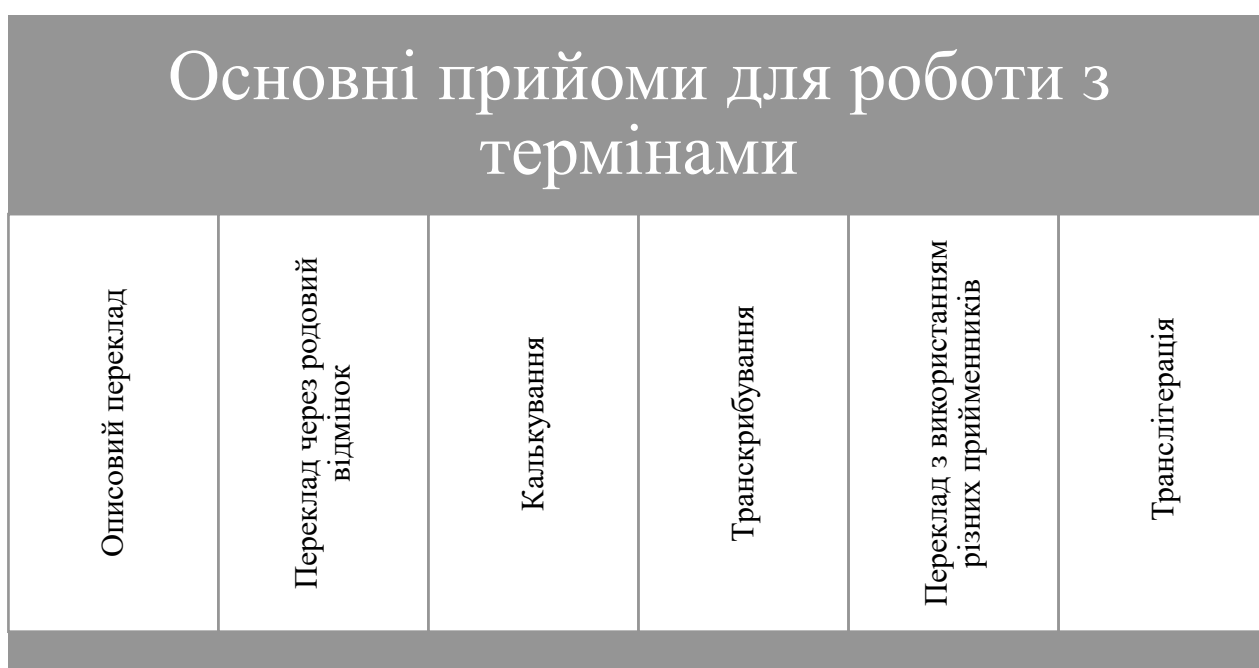 Основні прийоми для роботи з
термінами
Описовий переклад
Переклад через родовий
відмінок
Калькування
Транскрибування
Переклад з використанням
різних прийменників
Транслітерація